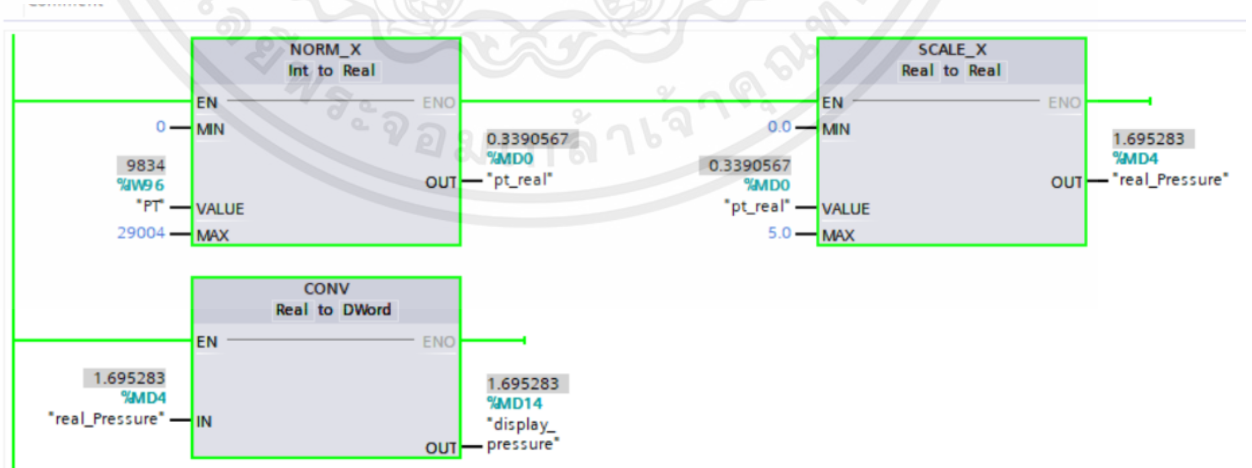 Comment
NORM_X
Int to Real
EN
ENO
0
MIN
9834
%IW96
"PT"
VALUE
29004
MAX
OUT
0.3390567
%MD0
"pt_real"
SCALE_X
Real to Real
EN
ENO
0.0
MIN
0.3390567
%MD0
"pt_real"
VALUE
5.0
MAX
OUT
1.695283
%MD4
"real_Pressure"
CONV
Real to DWord
EN
ENO
1.695283
%MD4
"real_Pressure"
IN
OUT
1.695283
%MD14
"display_
pressure"